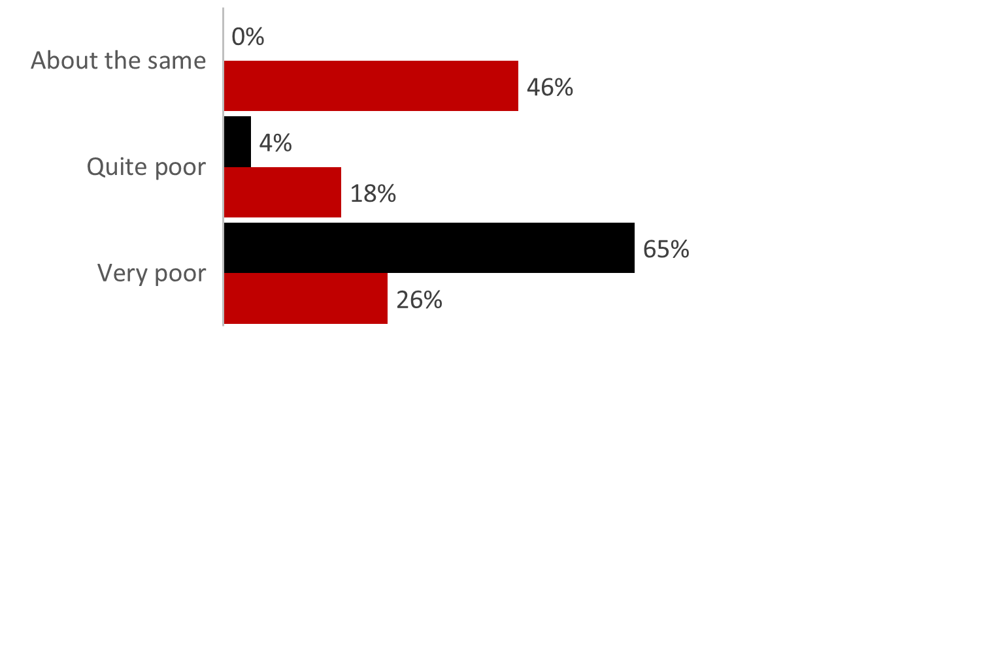 0%
About the same
46%
4%
Quite poor
18%
65%
Very poor
26%